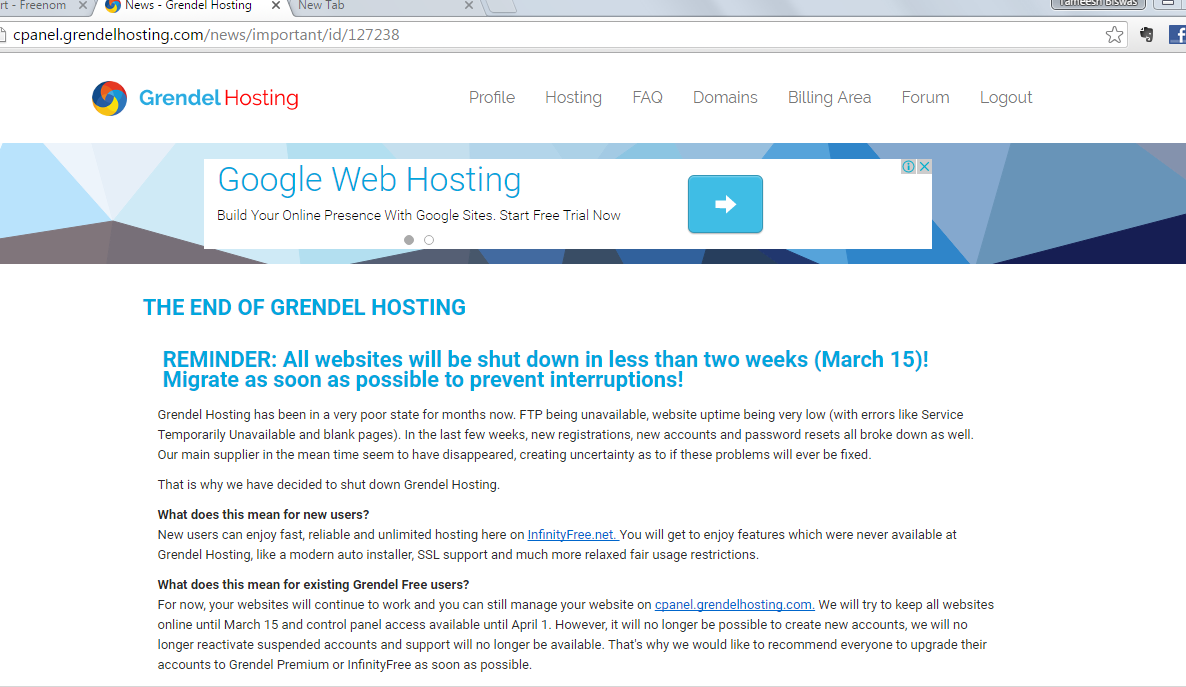 rt - Freenom
News - Grendel Hosting
New Tab
Tameesh Biswas
cpanel.grendelhosting.com/news/important/id/127238
Grendel Hosting
Profile
Hosting
FAQ
Domains
Billing Area
Forum
Logout
Google Web Hosting
Build Your Online Presence With Google Sites. Start Free Trial Now
THE END OF GRENDEL HOSTING
REMINDER: All websites will be shut down in less than two weeks (March 15)!
Migrate as soon as possible to prevent interruptions!
Grendel Hosting has been in a very poor state for months now. FTP being unavailable, website uptime being very low (with errors like Service
Temporarily Unavailable and blank pages). In the last few weeks, new registrations, new accounts and password resets all broke down as well.
Our main supplier in the mean time seem to have disappeared, creating uncertainty as to if these problems will ever be fixed.
That is why we have decided to shut down Grendel Hosting.
What does this mean for new users?
New users can enjoy fast, reliable and unlimited hosting here on InfinityFree.net. You will get to enjoy features which were never available at
Grendel Hosting, like a modern auto installer, SSL support and much more relaxed fair usage restrictions.
What does this mean for existing Grendel Free users?
For now, your websites will continue to work and you can still manage your website on cpanel.grendelhosting.com. We will try to keep all websites
online until March 15 and control panel access available until April 1. However, it will no longer be possible to create new accounts, we will no
longer reactivate suspended accounts and support will no longer be available. That's why we would like to recommend everyone to upgrade their
accounts to Grendel Premium or InfinityFree as soon as possible.